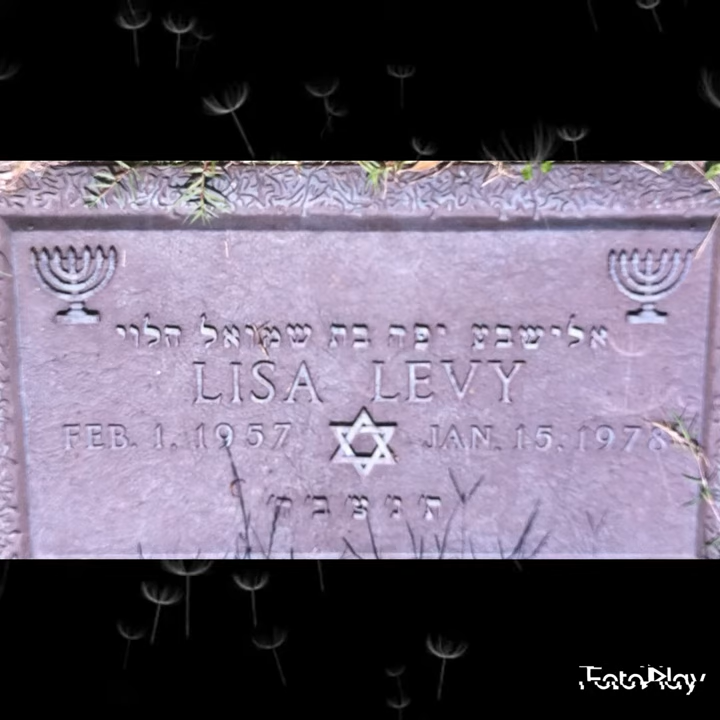 אלישבע יפה בת שמואל הלוי
LISA LEVY
FEB. 1. 1957 JAN. 15. 1978
ת׳ נ׳ צ׳ ב׳ ה׳
FotoPlay